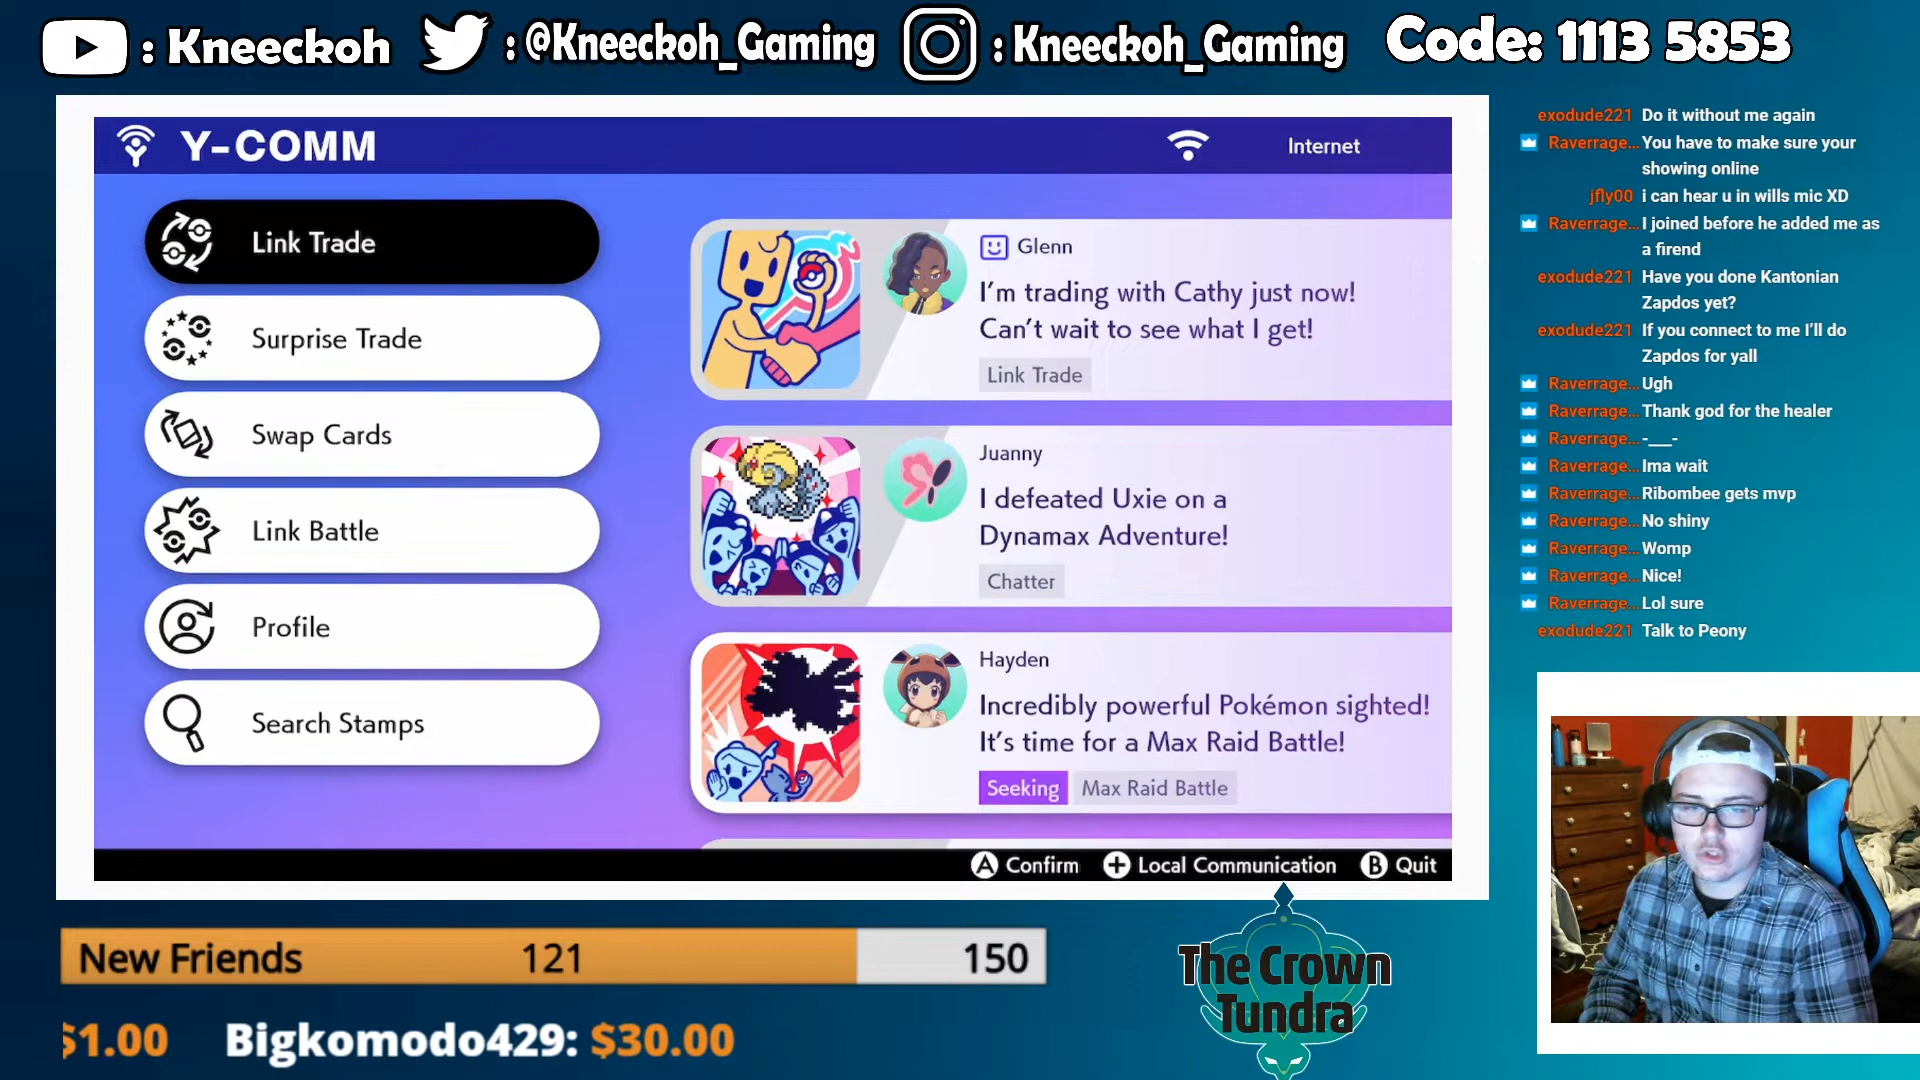 : Kneeckoh : @Kneeckoh_Gaming : Kneeckoh_Gaming Code: 1113 5853
Y-COMM
Internet
Link Trade
Surprise Trade
Swap Cards
Link Battle
Profile
Search Stamps
Glenn
I'm trading with Cathy just now!
Can't wait to see what I get!
Link Trade
Juanny
I defeated Uxie on a
Dynamax Adventure!
Chatter
Hayden
Incredibly powerful Pokémon sighted!
It's time for a Max Raid Battle!
Seeking Max Raid Battle
A Confirm + Local Communication B Quit
exodude221 Do it without me again
Raverrage... You have to make sure your
showing online
jfly00 i can hear u in wills mic XD
Raverrage... I joined before he added me as
a firend
exodude221 Have you done Kantonian
Zapdos yet?
exodude221 If you connect to me I'll do
Zapdos for yall
Raverrage... Ugh
Raverrage... Thank god for the healer
Raverrage... -___-
Raverrage... Ima wait
Raverrage... Ribombee gets mvp
Raverrage... No shiny
Raverrage... Womp
Raverrage... Nice!
Raverrage... Lol sure
exodude221 Talk to Peony
New Friends 121 150
$1.00 Bigkomodo429: $30.00
The Crown
Tundra